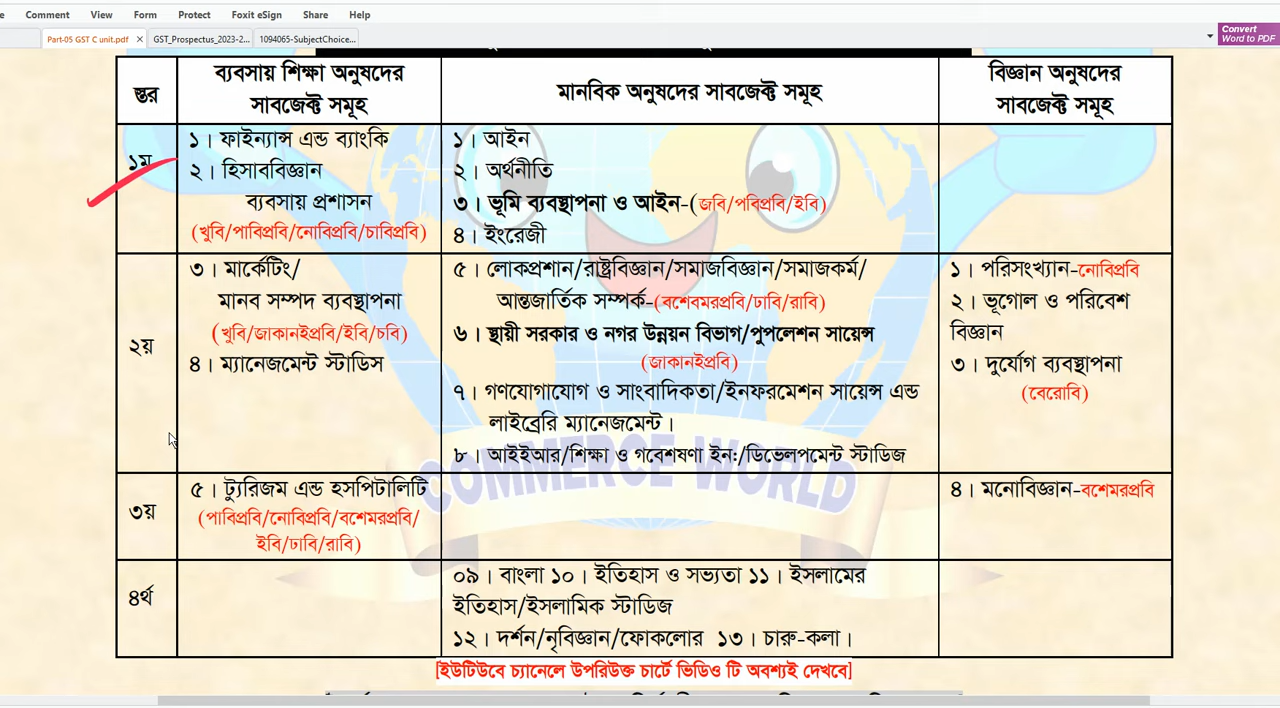 Comment View Form Protect Foxit eSign Share Help
Part-05 GST C unit.pdf × GST_Prospectus_2023-2... 1094065-SubjectChoice...
Convert
Word to PDF
স্তর
ব্যবসায় শিক্ষা অনুষদের
সাবজেক্ট সমূহ
মানবিক অনুষদের সাবজেক্ট সমূহ
বিজ্ঞান অনুষদের
সাবজেক্ট সমূহ
১ম
১। ফাইন্যান্স এন্ড ব্যাংকি
২। হিসাববিজ্ঞান
ব্যবসায় প্রশাসন
(খুবি/পাবিপ্রবি/নোবিপ্রবি/চাবিপ্রবি)
১। আইন
২। অর্থনীতি
৩। ভূমি ব্যবস্থাপনা ও আইন-(জবি/পবিপ্রবি/ইবি)
৪। ইংরেজী
২য়
৩। মার্কেটিং/
মানব সম্পদ ব্যবস্থাপনা
(খুবি/জাকানইপ্রবি/ইবি/চবি)
৪। ম্যানেজমেন্ট স্টাডিস
৫। লোকপ্রশান/রাষ্ট্রবিজ্ঞান/সমাজবিজ্ঞান/সমাজকর্ম/
আন্তজার্তিক সম্পর্ক-(বশেবমরপ্রবি/ঢাবি/রাবি)
৬। স্থায়ী সরকার ও নগর উন্নয়ন বিভাগ/পুপলেশন সায়েন্স
(জাকানইপ্রবি)
৭। গণযোগাযোগ ও সাংবাদিকতা/ইনফরমেশন সায়েন্স এন্ড
লাইব্রেরি ম্যানেজমেন্ট।
৮। আইইআর/শিক্ষা ও গবেশষণা ইন:/ডিভেলপমেন্ট স্টাডিজ
১। পরিসংখ্যান-নোবিপ্রবি
২। ভূগোল ও পরিবেশ
বিজ্ঞান
৩। দুর্যোগ ব্যবস্থাপনা
(বেরোবি)
৩য়
৫। ট্যুরিজম এন্ড হসপিটালিটি
(পাবিপ্রবি/নোবিপ্রবি/বশেমরপ্রবি/
ইবি/ঢাবি/রাবি)
৪। মনোবিজ্ঞান-বশেমরপ্রবি
৪র্থ
০৯। বাংলা ১০। ইতিহাস ও সভ্যতা ১১। ইসলামের
ইতিহাস/ইসলামিক স্টাডিজ
১২। দর্শন/নৃবিজ্ঞান/ফোকলোর ১৩। চারু-কলা।
COMMERCE WORLD
[ইউটিউবে চ্যানেলে উপরিউক্ত চার্টে ভিডিও টি অবশ্যই দেখবে]